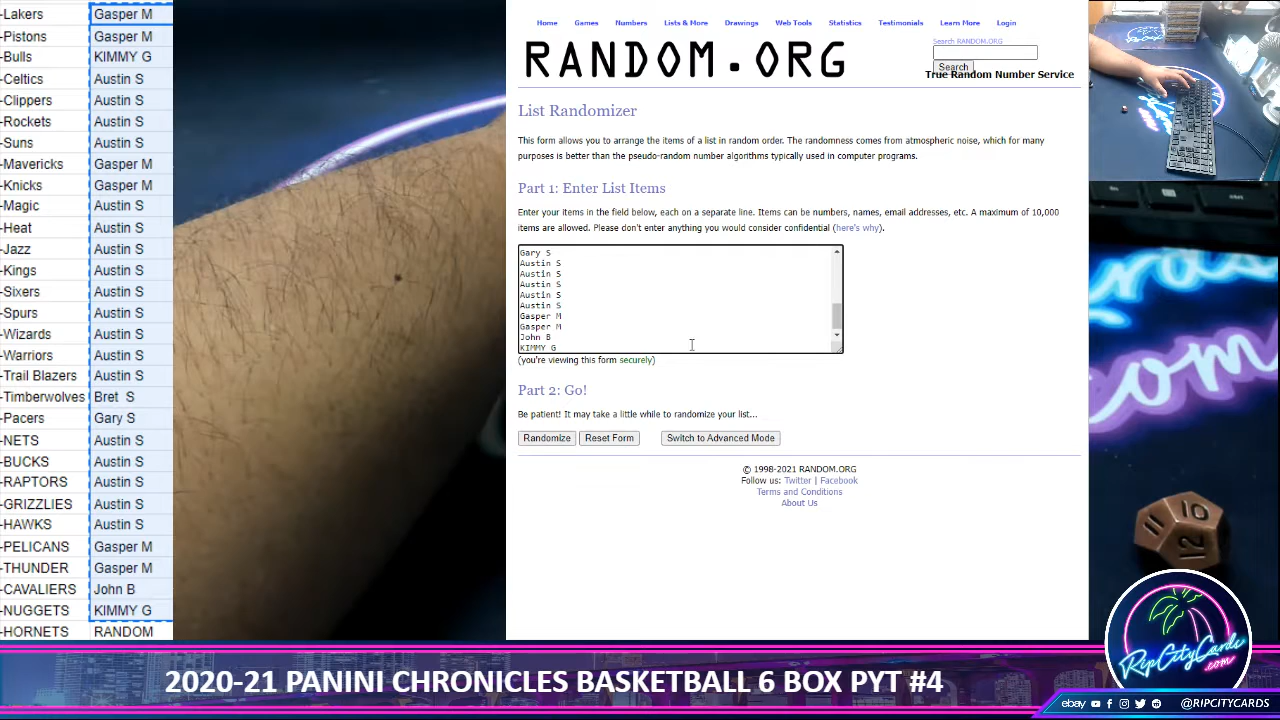 -Lakers Gasper M
-Pistons Gasper M
-Bulls KIMMY G
-Celtics Austin S
-Clippers Austin S
-Rockets Austin S
-Suns Austin S
-Mavericks Gasper M
-Knicks Gasper M
-Magic Austin S
-Heat Austin S
-Jazz Austin S
-Kings Austin S
-Sixers Austin S
-Spurs Austin S
-Wizards Austin S
-Warriors Austin S
-Trail Blazers Austin S
-Timberwolves Bret S
-Pacers Gary S
-NETS Austin S
-BUCKS Austin S
-RAPTORS Austin S
-GRIZZLIES Austin S
-HAWKS Austin S
-PELICANS Gasper M
-THUNDER Gasper M
-CAVALIERS John B
-NUGGETS KIMMY G
-HORNETS RANDOM
Home Games Numbers Lists & More Drawings Web Tools Statistics Testimonials Learn More Login
RANDOM.ORG
Search RANDOM.ORG
Search
True Random Number Service
List Randomizer
This form allows you to arrange the items of a list in random order. The randomness comes from atmospheric noise, which for many
purposes is better than the pseudo-random number algorithms typically used in computer programs.
Part 1: Enter List Items
Enter your items in the field below, each on a separate line. Items can be numbers, names, email addresses, etc. A maximum of 10,000
items are allowed. Please don't enter anything you would consider confidential (here's why).
Gary S
Austin S
Austin S
Austin S
Austin S
Austin S
Gasper M
Gasper M
John B
KIMMY G
(you're viewing this form securely)
Part 2: Go!
Be patient! It may take a little while to randomize your list...
Randomize Reset Form Switch to Advanced Mode
© 1998-2021 RANDOM.ORG
Follow us: Twitter | Facebook
Terms and Conditions
About Us
11 10
12
com
RipCityCards
.com
2020-21 PANINI CHRONICLES BASKETBALL 6 BOX PYT #4
ebay @RIPCITYCARDS